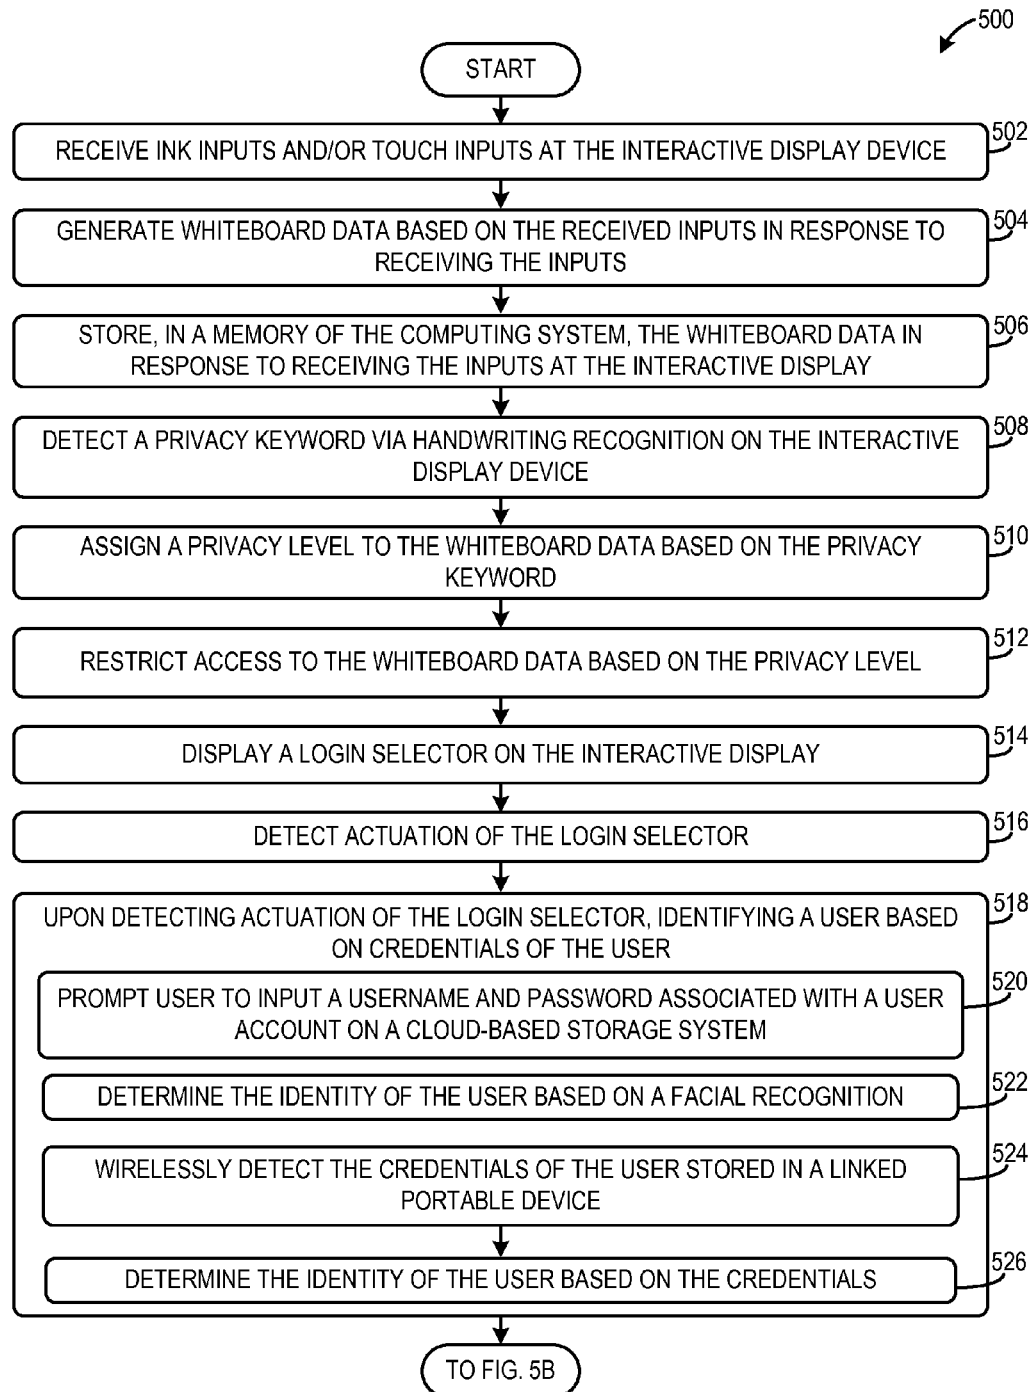 500
START
RECEIVE INK INPUTS AND/OR TOUCH INPUTS AT THE INTERACTIVE DISPLAY DEVICE
502
GENERATE WHITEBOARD DATA BASED ON THE RECEIVED INPUTS IN RESPONSE TO
RECEIVING THE INPUTS
504
STORE, IN A MEMORY OF THE COMPUTING SYSTEM, THE WHITEBOARD DATA IN
RESPONSE TO RECEIVING THE INPUTS AT THE INTERACTIVE DISPLAY
506
DETECT A PRIVACY KEYWORD VIA HANDWRITING RECOGNITION ON THE INTERACTIVE
DISPLAY DEVICE
508
ASSIGN A PRIVACY LEVEL TO THE WHITEBOARD DATA BASED ON THE PRIVACY
KEYWORD
510
RESTRICT ACCESS TO THE WHITEBOARD DATA BASED ON THE PRIVACY LEVEL
512
DISPLAY A LOGIN SELECTOR ON THE INTERACTIVE DISPLAY
514
DETECT ACTUATION OF THE LOGIN SELECTOR
516
UPON DETECTING ACTUATION OF THE LOGIN SELECTOR, IDENTIFYING A USER BASED
ON CREDENTIALS OF THE USER
518
PROMPT USER TO INPUT A USERNAME AND PASSWORD ASSOCIATED WITH A USER
ACCOUNT ON A CLOUD-BASED STORAGE SYSTEM
520
DETERMINE THE IDENTITY OF THE USER BASED ON A FACIAL RECOGNITION
522
WIRELESSLY DETECT THE CREDENTIALS OF THE USER STORED IN A LINKED
PORTABLE DEVICE
524
DETERMINE THE IDENTITY OF THE USER BASED ON THE CREDENTIALS
526
TO FIG. 5B